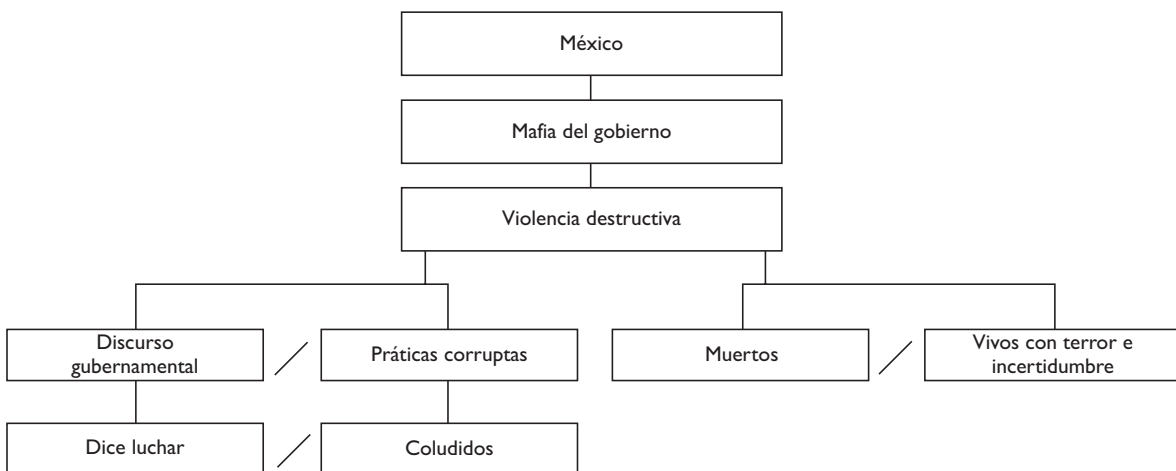 México
Mafia del gobierno
Violencia destructiva
Discurso
gubernamental
Práticas corruptas
Muertos
Vivos con terror e
incertidumbre
Dice luchar
Coludidos